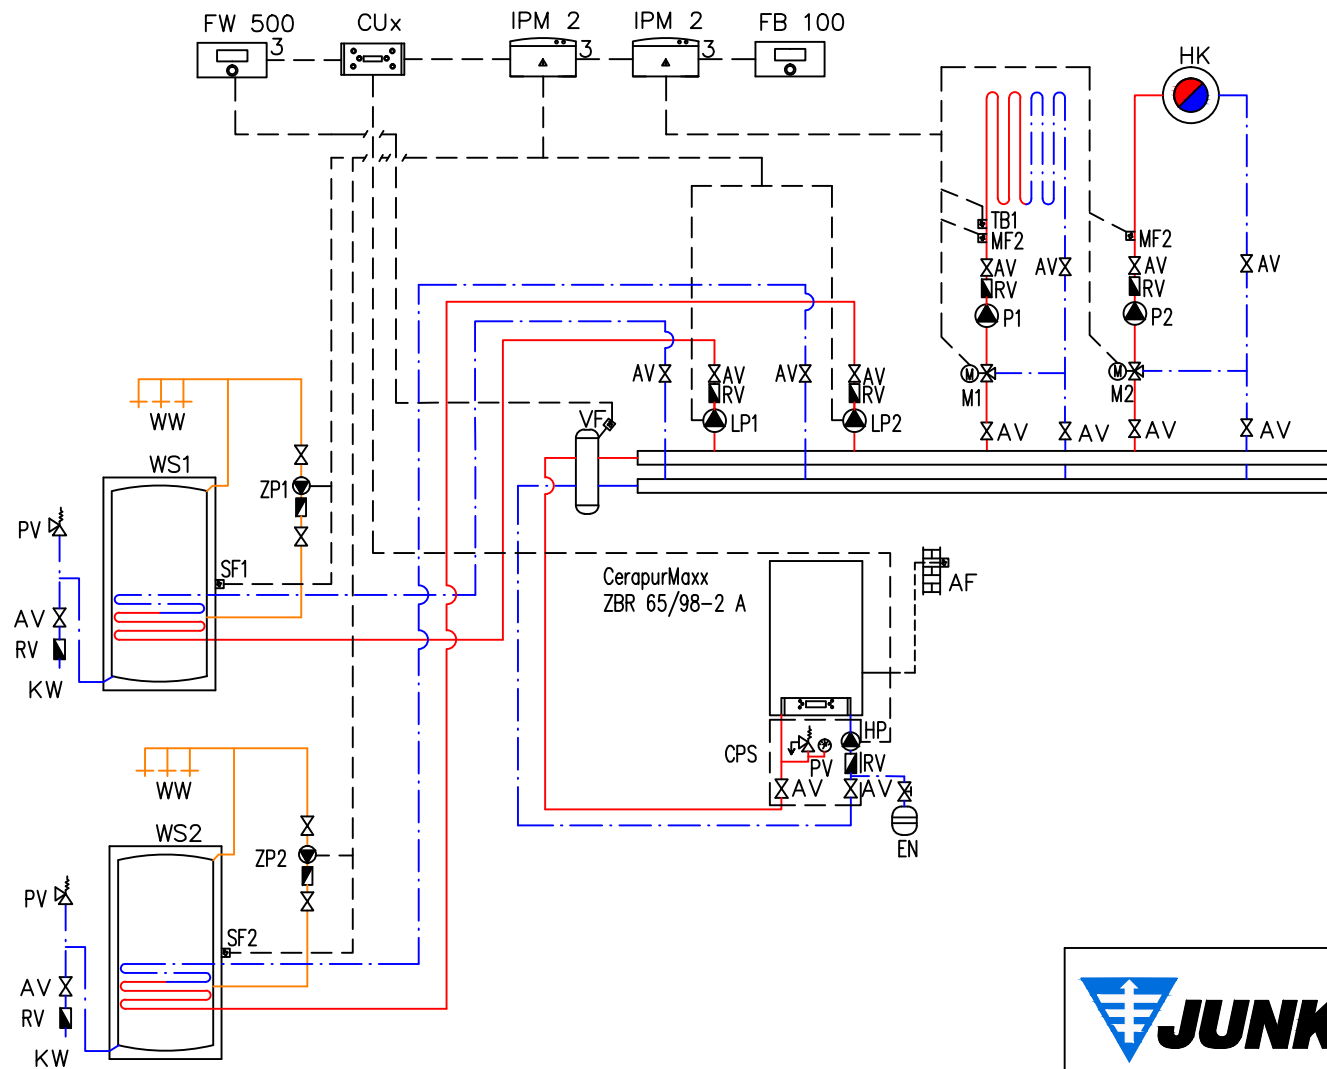 FW 500
3
CUx
IPM 2
3
IPM 2
3
FB 100
HK
TB1
MF2
AV
RV
P1
AV
MF2
AV
RV
P2
AV
M
M1
M
M2
AV
AV
AV
AV
AV
AV
RV
LP1
AV
AV
RV
LP2
VF
WW
WS1
ZP1
PV
SF1
AV
RV
KW
CerapurMaxx
ZBR 65/98-2 A
AF
CPS
HP
PV
RV
AV
AV
EN
WW
WS2
ZP2
PV
SF2
AV
RV
KW
JUNK